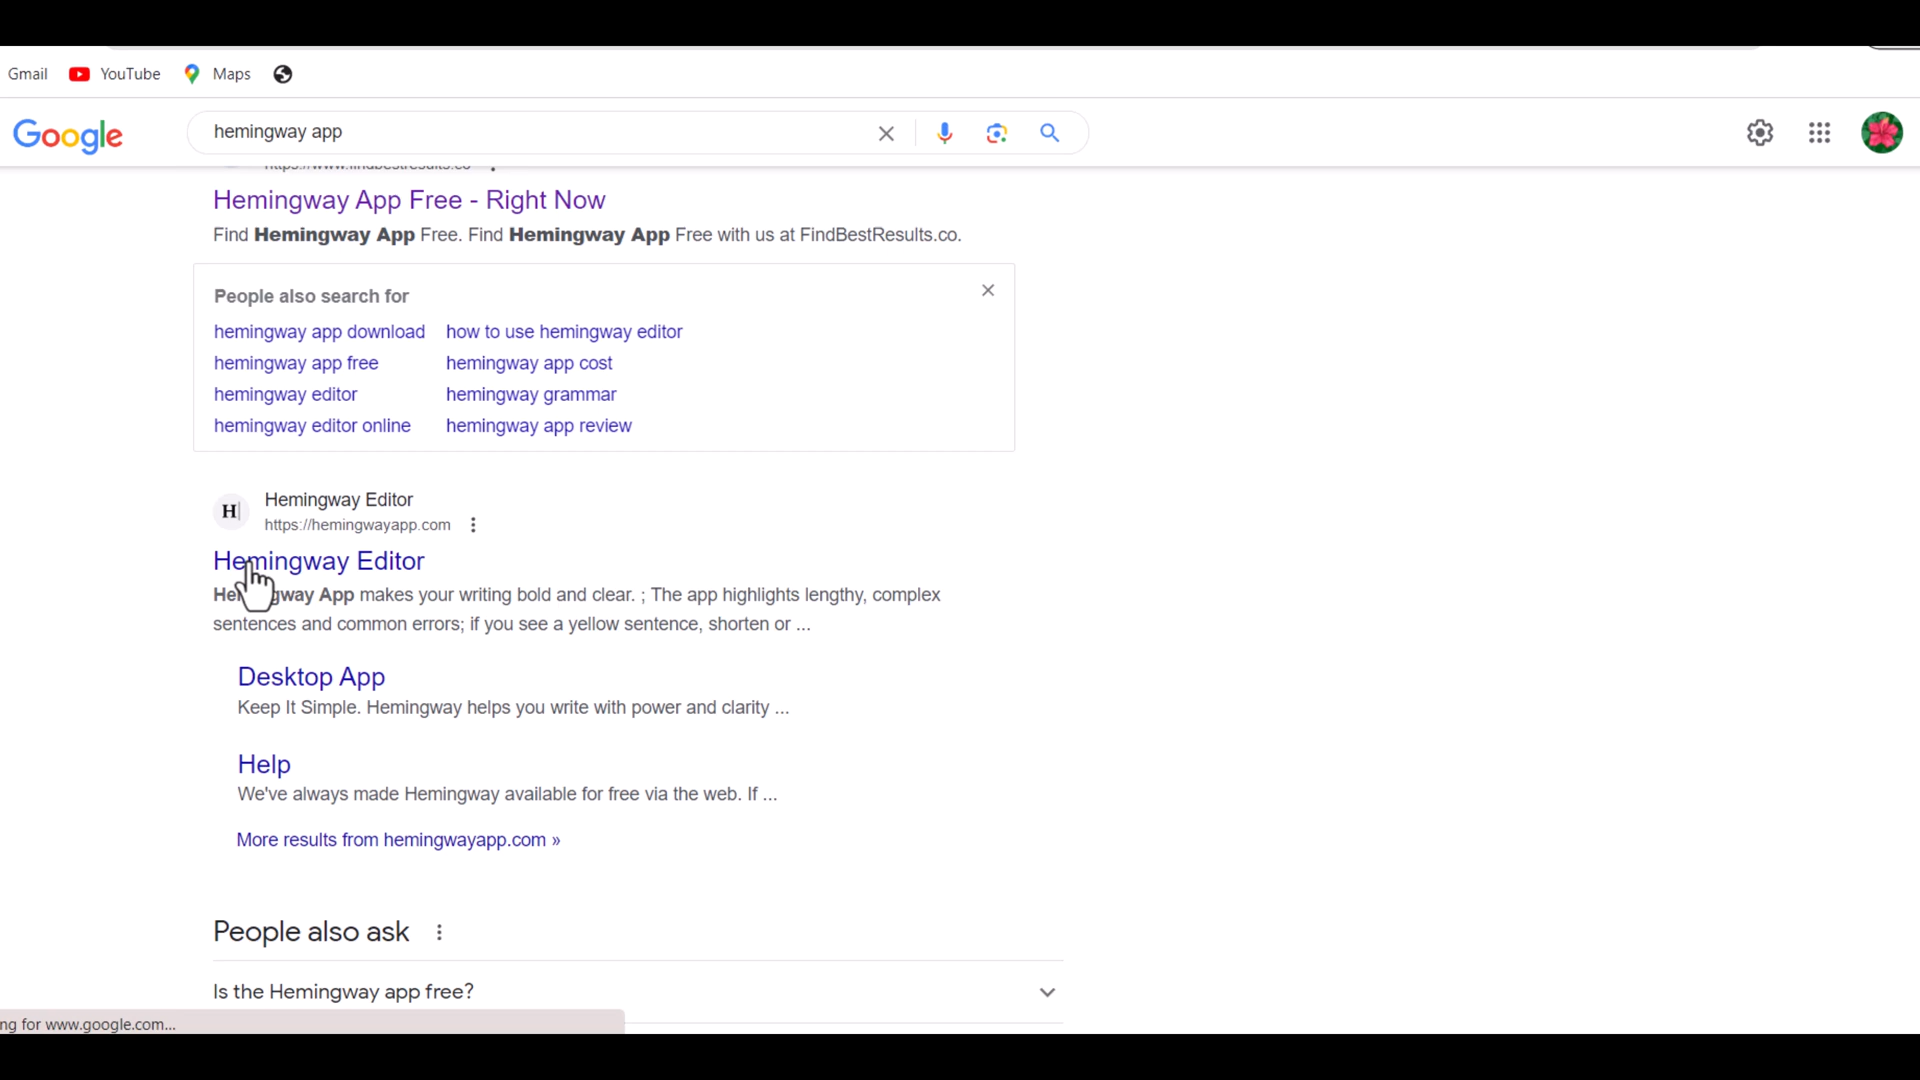 Gmail YouTube Maps
Google hemingway app
https://www.findbestresults.co
Hemingway App Free - Right Now
Find Hemingway App Free. Find Hemingway App Free with us at FindBestResults.co.
People also search for
hemingway app download how to use hemingway editor
hemingway app free hemingway app cost
hemingway editor hemingway grammar
hemingway editor online hemingway app review
H Hemingway Editor
https://hemingwayapp.com
Hemingway Editor
Hemingway App makes your writing bold and clear. ; The app highlights lengthy, complex
sentences and common errors; if you see a yellow sentence, shorten or ...
Desktop App
Keep It Simple. Hemingway helps you write with power and clarity ...
Help
We've always made Hemingway available for free via the web. If ...
More results from hemingwayapp.com »
People also ask
Is the Hemingway app free?
ng for www.google.com...